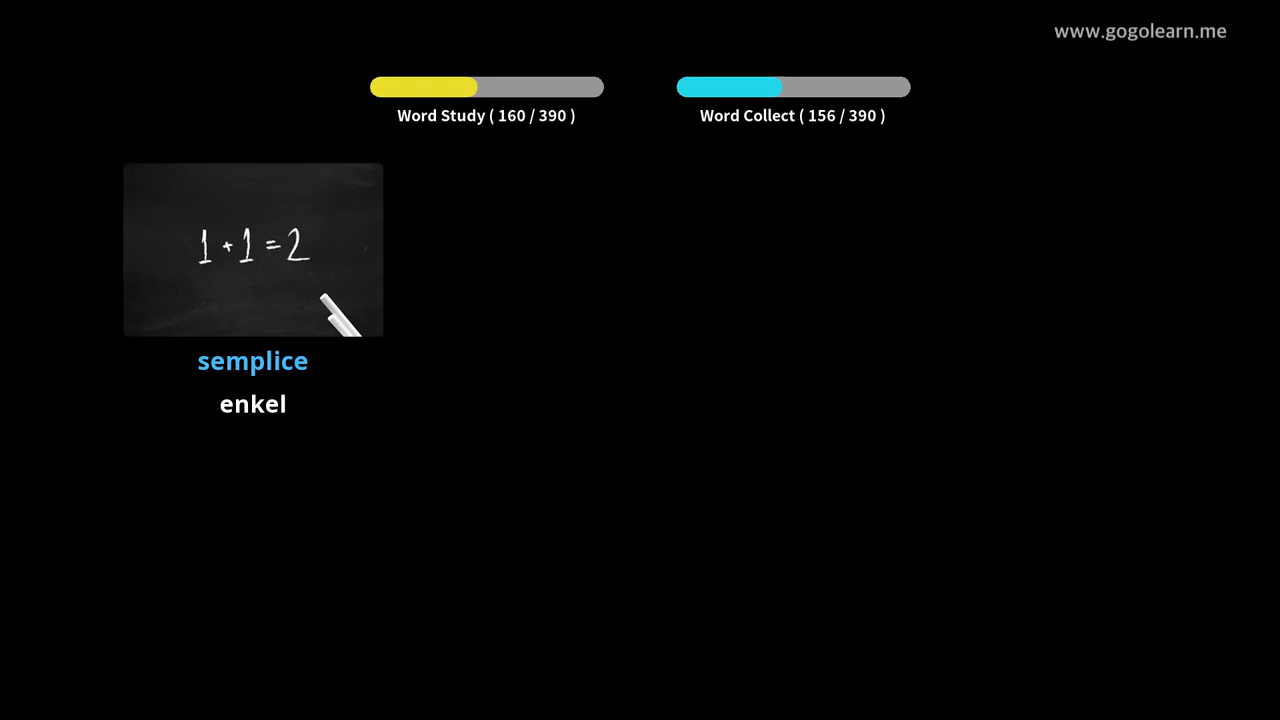 www.gogolearn.me
Word Study ( 160 / 390 )
Word Collect ( 156 / 390 )
1 + 1 = 2
semplice
enkel